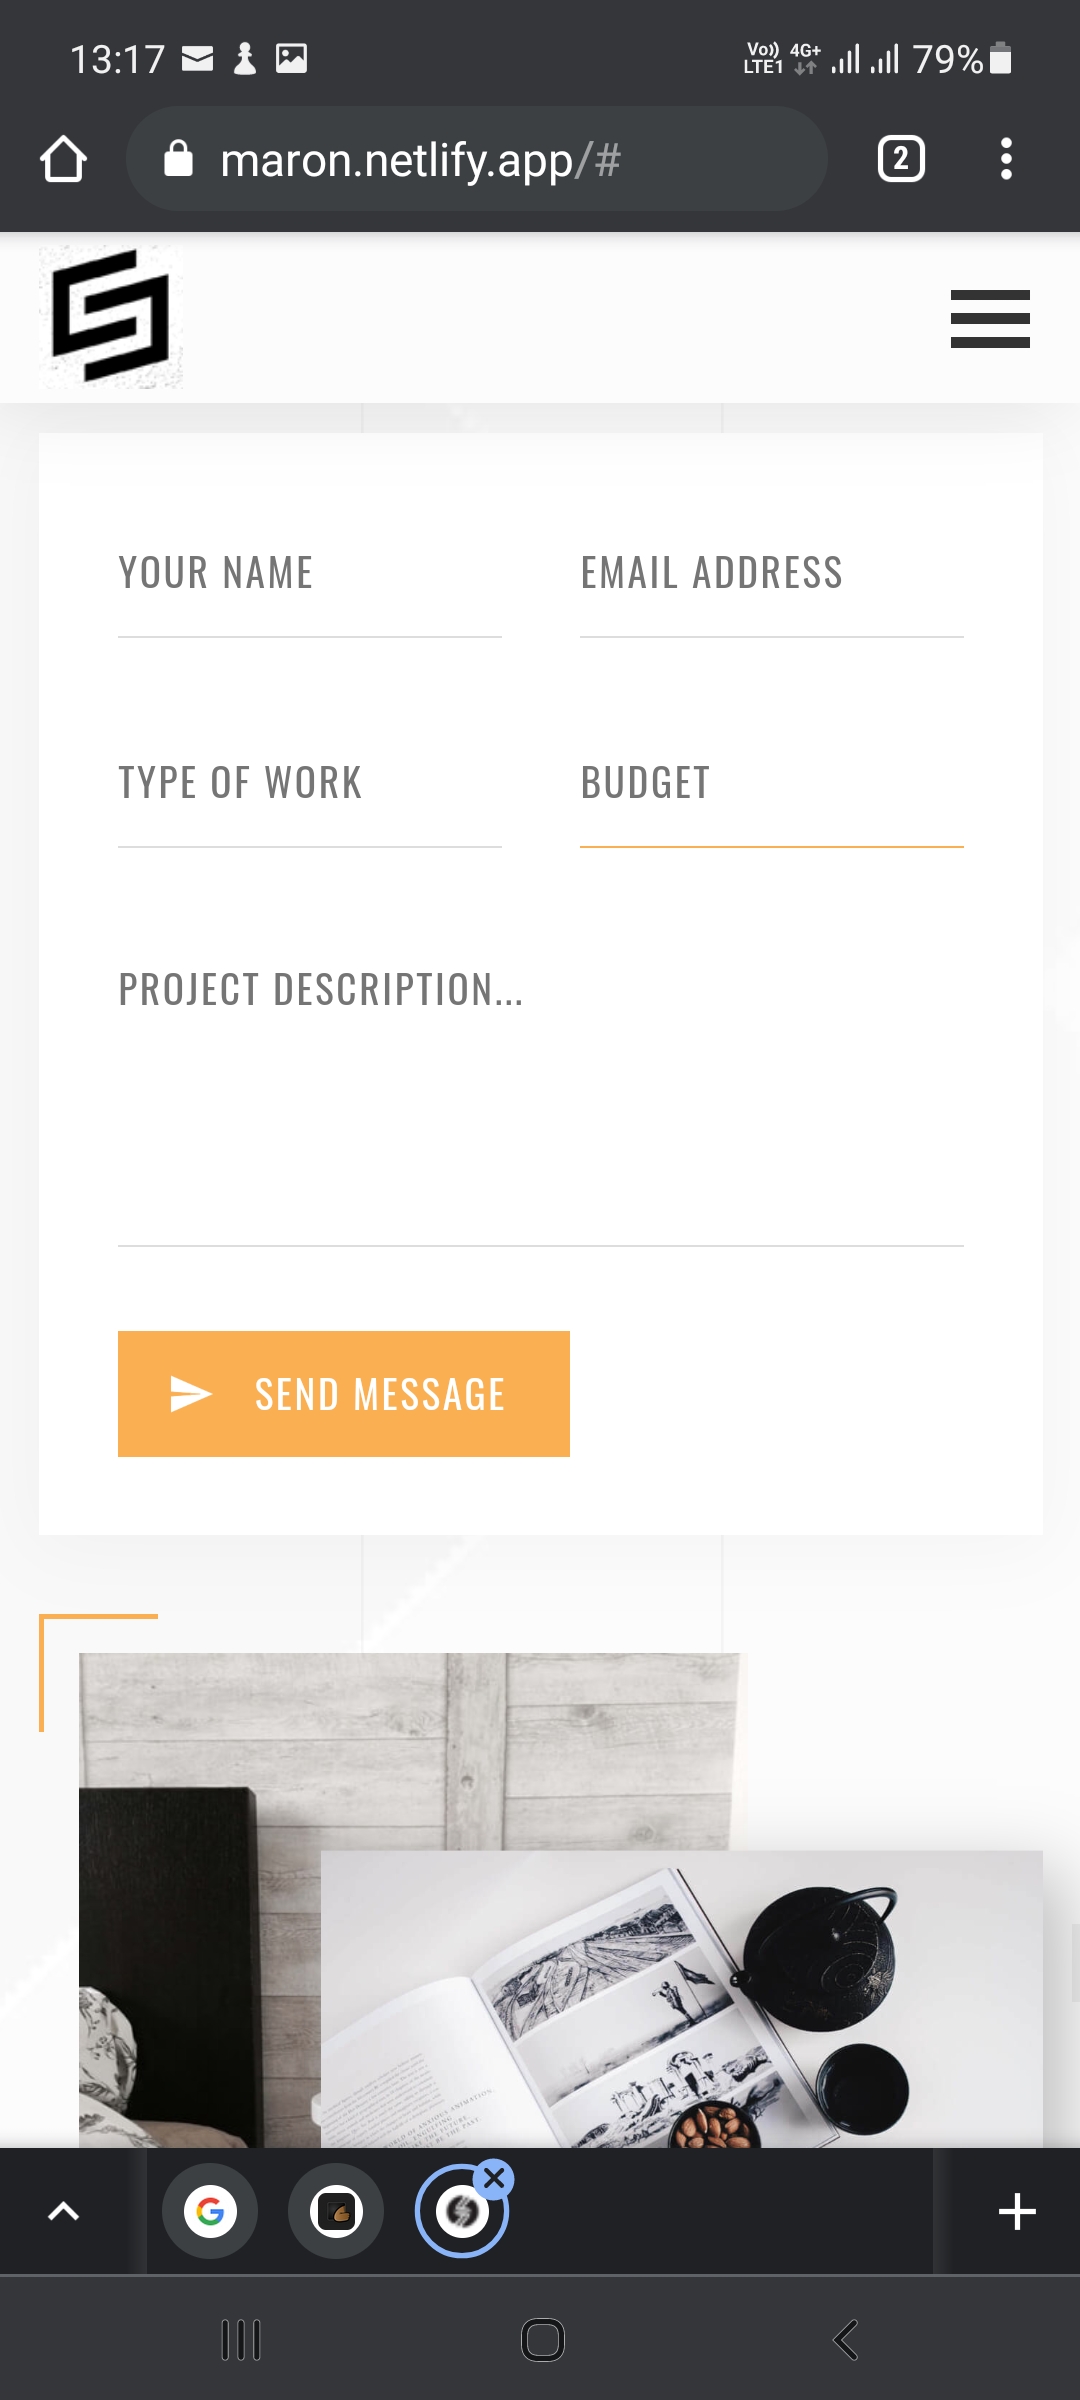 13:17 Vo)) LTE1 4G+ 79%
maron.netlify.app/# 2
YOUR NAME EMAIL ADDRESS
TYPE OF WORK BUDGET
PROJECT DESCRIPTION...
SEND MESSAGE